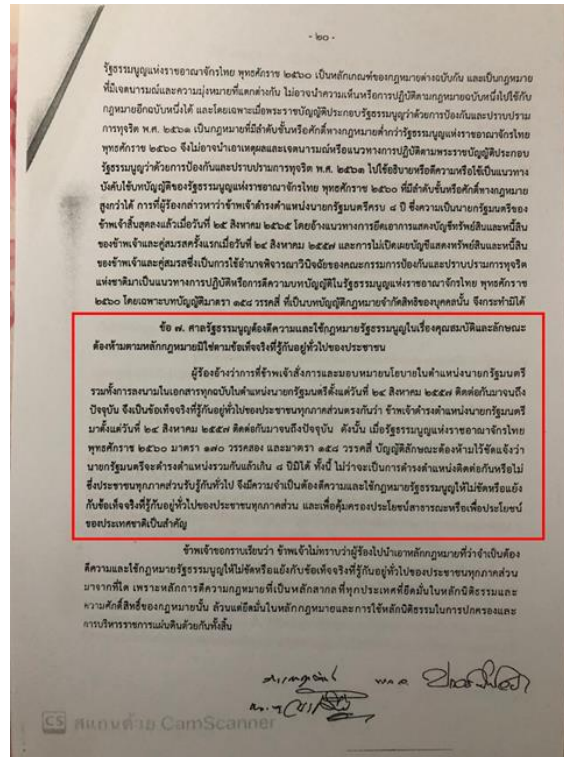 - ๒๐ -
รัฐธรรมนูญแห่งราชอาณาจักรไทย พุทธศักราช ๒๕๖๐ เป็นหลักเกณฑ์ของกฎหมายต่างฉบับกัน และเป็นกฎหมาย
ที่มีเจตนารมณ์และความมุ่งหมายที่แตกต่างกัน ไม่อาจนำความเห็นหรือการปฏิบัติตามกฎหมายฉบับหนึ่งไปใช้กับ
กฎหมายอีกฉบับหนึ่งได้ และโดยเฉพาะเมื่อพระราชบัญญัติประกอบรัฐธรรมนูญว่าด้วยการป้องกันและปราบปราม
การทุจริต พ.ศ. ๒๕๖๑ เป็นกฎหมายที่มีลำดับชั้นหรือศักดิ์ทางกฎหมายต่ำกว่ารัฐธรรมนูญแห่งราชอาณาจักรไทย
พุทธศักราช ๒๕๖๐ จึงไม่อาจนำเอาเหตุผลและเจตนารมณ์หรือแนวทางการปฏิบัติตามพระราชบัญญัติประกอบ
รัฐธรรมนูญว่าด้วยการป้องกันและปราบปรามการทุจริต พ.ศ. ๒๕๖๑ ไปใช้อธิบายหรือตีความหรือใช้เป็นแนวทาง
บังคับใช้บทบัญญัติของรัฐธรรมนูญแห่งราชอาณาจักรไทย พุทธศักราช ๒๕๖๐ ที่มีลำดับชั้นหรือศักดิ์ทางกฎหมาย
สูงกว่าได้ การที่ผู้ร้องกล่าวหาว่าข้าพเจ้าดำรงตำแหน่งนายกรัฐมนตรีครบ ๘ ปี ซึ่งความเป็นนายกรัฐมนตรีของ
ข้าพเจ้าสิ้นสุดลงแล้วเมื่อวันที่ ๒๔ สิงหาคม ๒๕๖๕ โดยอ้างแนวทางการยึดเอาการแสดงบัญชีทรัพย์สินและหนี้สิน
ของข้าพเจ้าและคู่สมรสครั้งแรกเมื่อวันที่ ๒๔ สิงหาคม ๒๕๕๗ และการไม่เปิดเผยบัญชีแสดงทรัพย์สินและหนี้สิน
ของข้าพเจ้าและคู่สมรสซึ่งเป็นการใช้อำนาจพิจารณาวินิจฉัยของคณะกรรมการป้องกันและปราบปรามการทุจริต
แห่งชาติมาเป็นแนวทางการปฏิบัติหรือการตีความบทบัญญัติในรัฐธรรมนูญแห่งราชอาณาจักรไทย พุทธศักราช
๒๕๖๐ โดยเฉพาะบทบัญญัติมาตรา ๑๕๘ วรรคสี่ ที่เป็นบทบัญญัติกฎหมายจำกัดสิทธิของบุคคลนั้น จึงกระทำมิได้
ข้อ ๗. ศาลรัฐธรรมนูญต้องตีความและใช้กฎหมายรัฐธรรมนูญในเรื่องคุณสมบัติและลักษณะ
ต้องห้ามตามหลักกฎหมายมิใช่ตามข้อเท็จจริงที่รู้กันอยู่ทั่วไปของประชาชน
ผู้ร้องอ้างว่าการที่ข้าพเจ้าสั่งการและมอบหมายนโยบายในตำแหน่งนายกรัฐมนตรี
รวมทั้งการลงนามในเอกสารทุกฉบับในตำแหน่งนายกรัฐมนตรีตั้งแต่วันที่ ๒๔ สิงหาคม ๒๕๕๗ ติดต่อกันมาจนถึง
ปัจจุบัน จึงเป็นข้อเท็จจริงที่รู้กันอยู่ทั่วไปของประชาชนทุกภาคส่วนตรงกันว่า ข้าพเจ้าดำรงตำแหน่งนายกรัฐมนตรี
มาตั้งแต่วันที่ ๒๔ สิงหาคม ๒๕๕๗ ติดต่อกันมาจนถึงปัจจุบัน ดังนั้น เมื่อรัฐธรรมนูญแห่งราชอาณาจักรไทย
พุทธศักราช ๒๕๖๐ มาตรา ๑๗๐ วรรคสอง และมาตรา ๑๕๘ วรรคสี่ บัญญัติลักษณะต้องห้ามไว้ชัดแจ้งว่า
นายกรัฐมนตรีจะดำรงตำแหน่งรวมกันแล้วเกิน ๘ ปีมิได้ ทั้งนี้ ไม่ว่าจะเป็นการดำรงตำแหน่งติดต่อกันหรือไม่
ซึ่งประชาชนทุกภาคส่วนรับรู้กันทั่วไป จึงมีความจำเป็นต้องตีความและใช้กฎหมายรัฐธรรมนูญให้ไม่ขัดหรือแย้ง
กับข้อเท็จจริงที่รู้กันอยู่ทั่วไปของประชาชนทุกภาคส่วน และเพื่อคุ้มครองประโยชน์สาธารณะหรือเพื่อประโยชน์
ของประเทศชาติเป็นสำคัญ
ข้าพเจ้าขอกราบเรียนว่า ข้าพเจ้าไม่ทราบว่าผู้ร้องไปนำเอาหลักกฎหมายที่ว่าจำเป็นต้อง
ตีความและใช้กฎหมายรัฐธรรมนูญให้ไม่ขัดหรือแย้งกับข้อเท็จจริงที่รู้กันอยู่ทั่วไปของประชาชนทุกภาคส่วน
มาจากที่ใด เพราะหลักการตีความกฎหมายที่เป็นหลักสากลที่ทุกประเทศที่ยึดมั่นในหลักนิติธรรมและ
ความศักดิ์สิทธิ์ของกฎหมายนั้น ล้วนแต่ยึดมั่นในหลักกฎหมายและการใช้หลักนิติธรรมในการปกครองและ
การบริหารราชการแผ่นดินด้วยกันทั้งสิ้น
พล.อ.
CS สแกนด้วย CamScanner